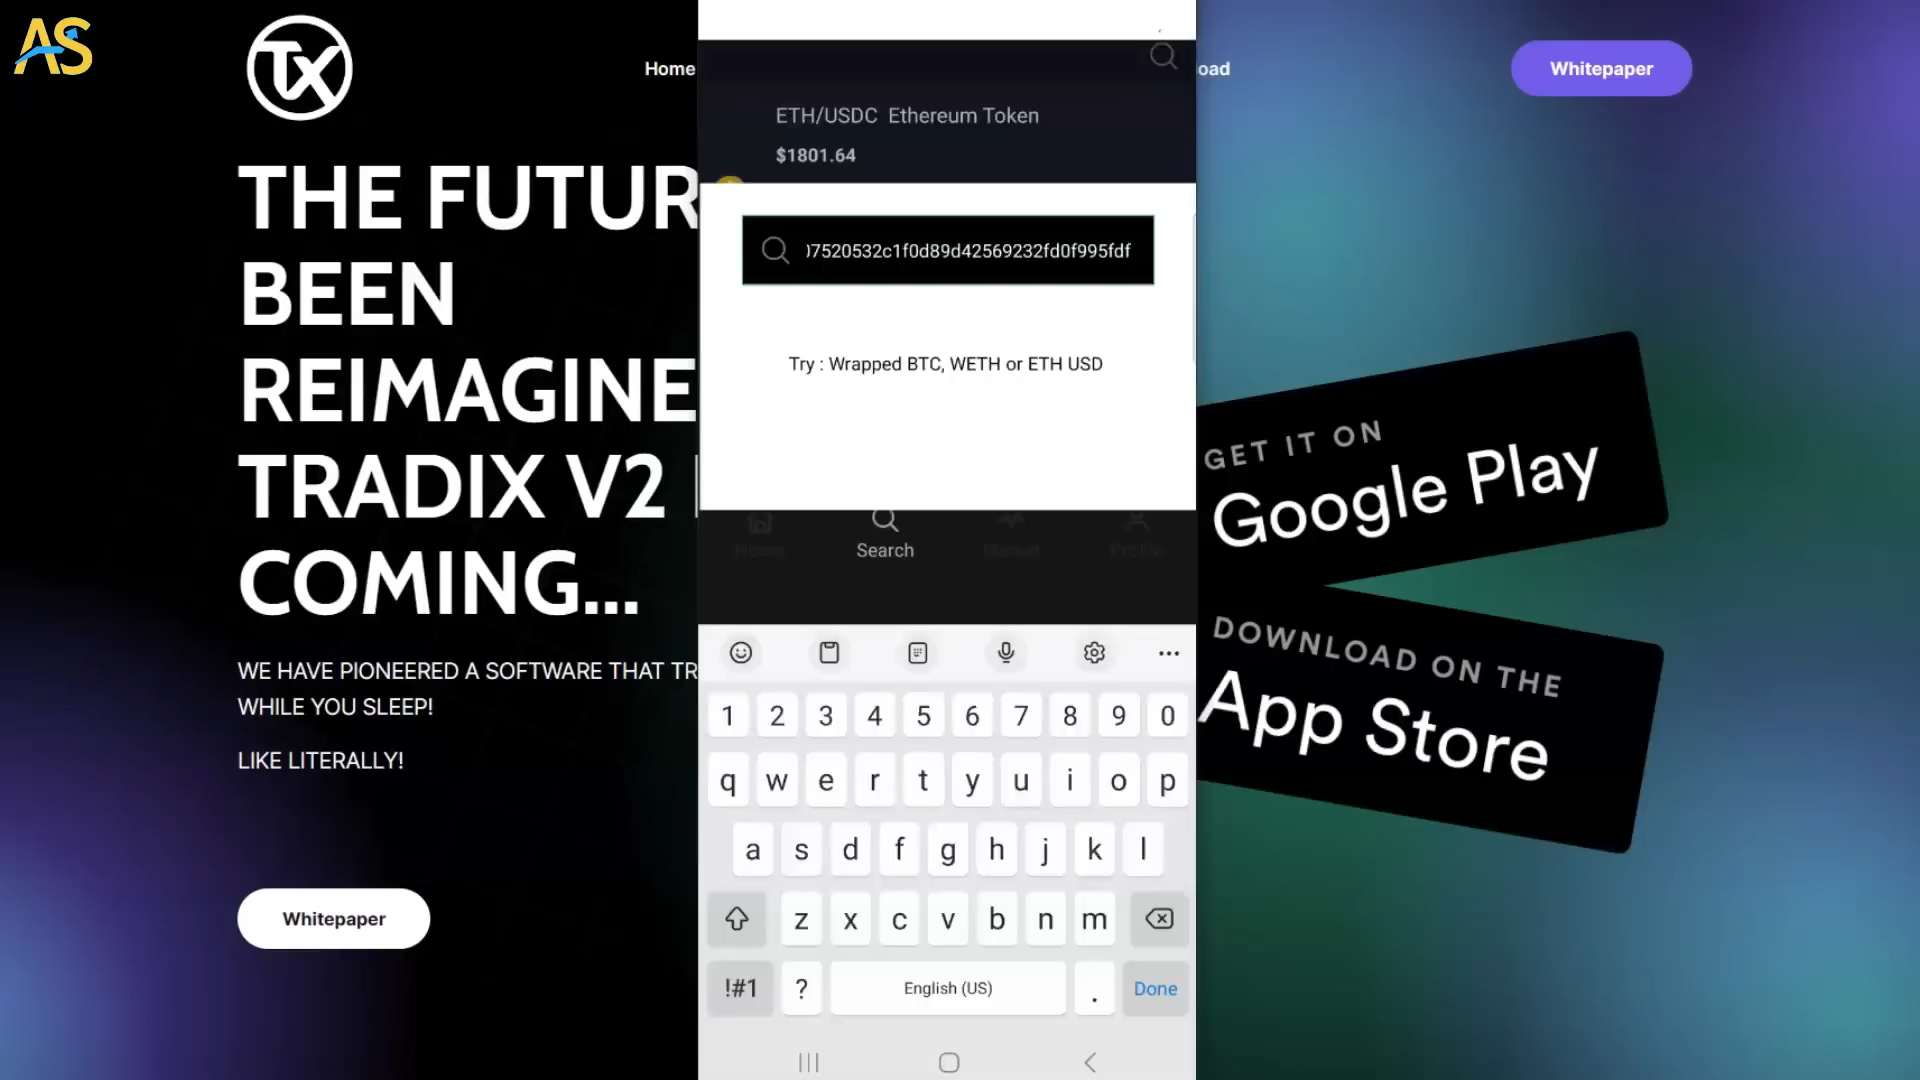 AS
Tx
Home
oad
Whitepaper
THE FUTUR
BEEN
REIMAGINE
TRADIX V2
COMING...
WE HAVE PIONEERED A SOFTWARE THAT TR
WHILE YOU SLEEP!
LIKE LITERALLY!
Whitepaper
ETH/USDC Ethereum Token
$1801.64
)7520532c1f0d89d42569232fd0f995fdf
Try : Wrapped BTC, WETH or ETH USD
Home
Search
Market
Profile
1 2 3 4 5 6 7 8 9 0
q w e r t y u i o p
a s d f g h j k l
z x c v b n m
!#1 ? English (US) . Done
GET IT ON
Google Play
DOWNLOAD ON THE
App Store